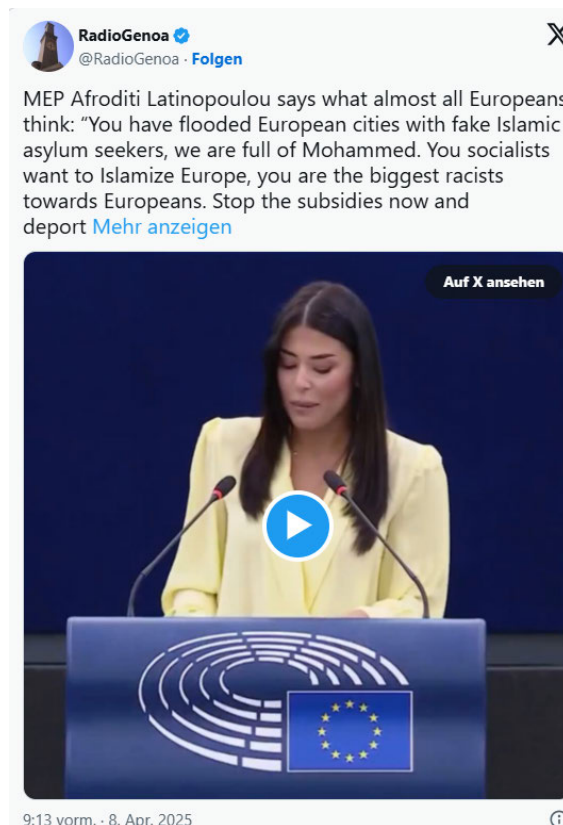 RadioGenoa
@RadioGenoa · Folgen
MEP Afroditi Latinopoulou says what almost all Europeans
think: “You have flooded European cities with fake Islamic
asylum seekers, we are full of Mohammed. You socialists
want to Islamize Europe, you are the biggest racists
towards Europeans. Stop the subsidies now and
deport Mehr anzeigen
Auf X ansehen
9:13 vorm. · 8. Apr. 2025